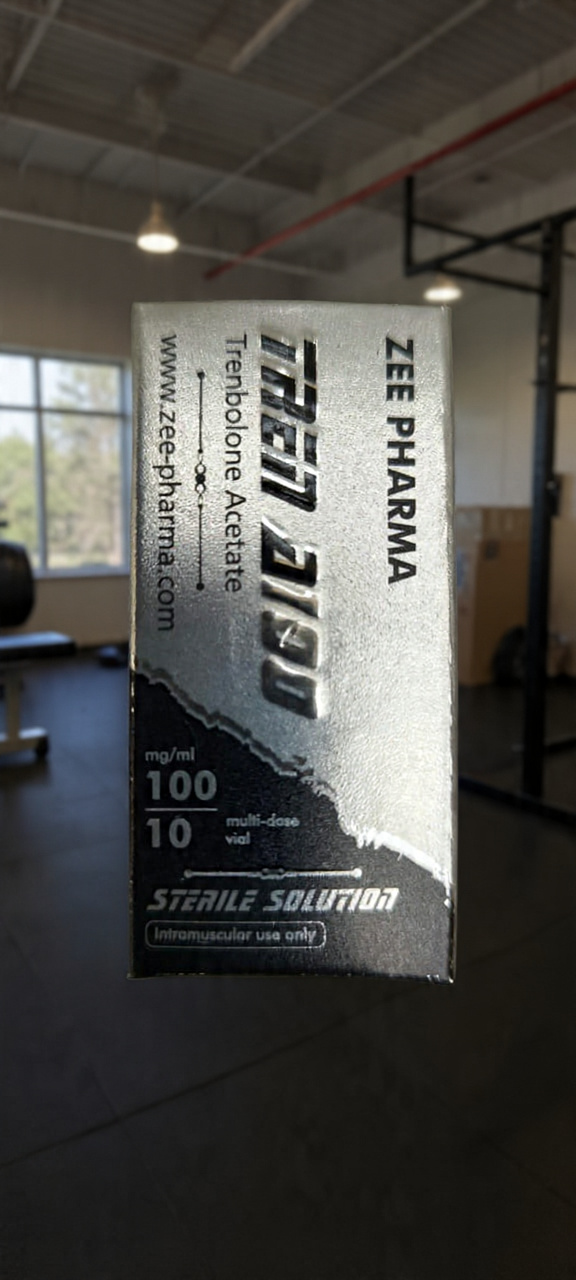 ZEE PHARMA
TREN A100
Trenbolone Acetate
www.zee-pharma.com
mg/ml
100
10
multi-dose
vial
STERILE SOLUTION
Intramuscular use only